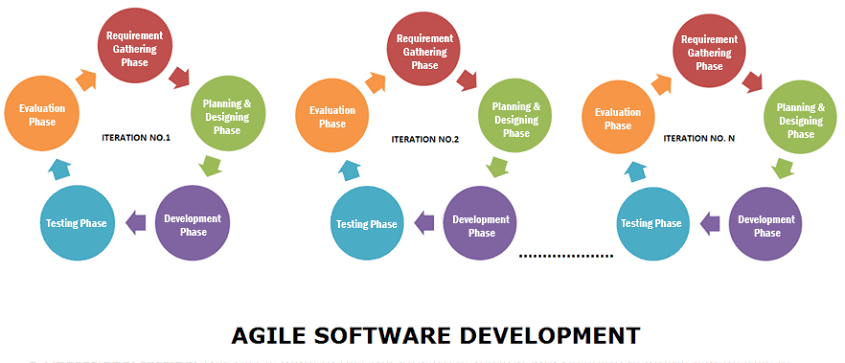 Requirement
Gathering
Phase
Planning &
Designing
Phase
Development
Phase
Testing Phase
Evaluation
Phase
ITERATION NO.1
Requirement
Gathering
Phase
Planning &
Designing
Phase
Development
Phase
Testing Phase
Evaluation
Phase
ITERATION NO.2
Requirement
Gathering
Phase
Planning &
Designing
Phase
Development
Phase
Testing Phase
Evaluation
Phase
ITERATION NO. N
AGILE SOFTWARE DEVELOPMENT